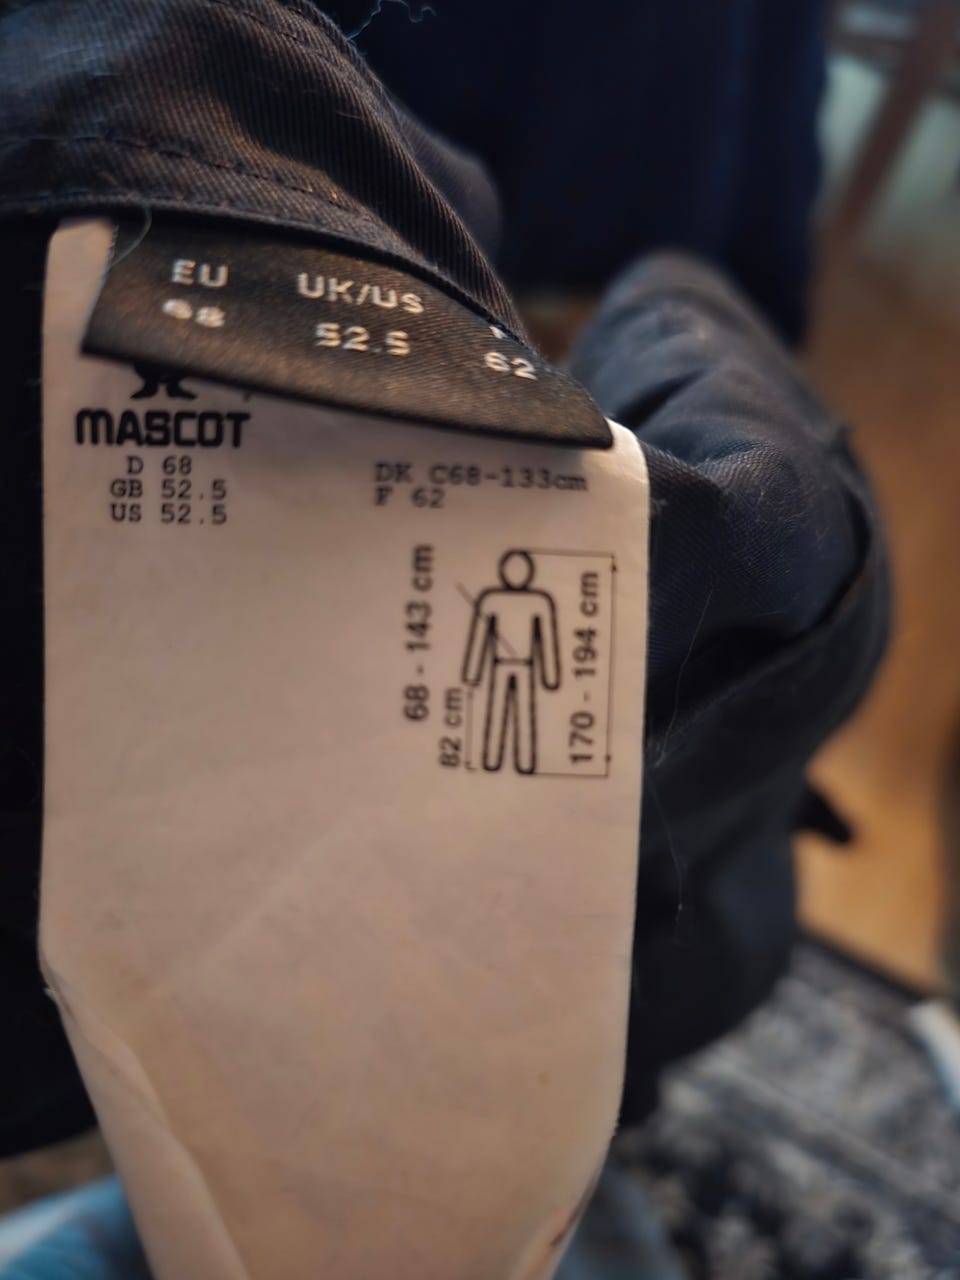 EU UK/US F
68 52.5 62
MASCOT
D 68
GB 52.5
US 52.5
DK C68-133cm
F 62
68 - 143 cm
82 cm
170 - 194 cm